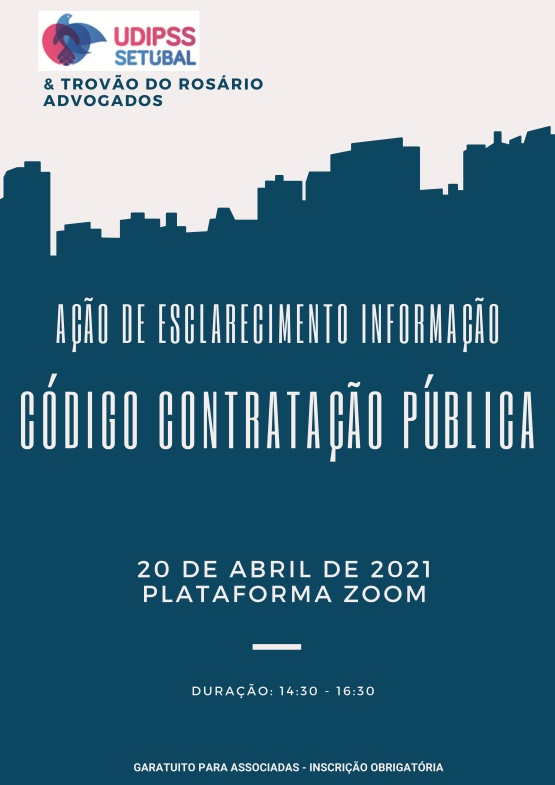 UDIPSS
SETÚBAL
& TROVÃO DO ROSÁRIO
ADVOGADOS
AÇÃO DE ESCLARECIMENTO INFORMAÇÃO
CÓDIGO CONTRATAÇÃO PÚBLICA
20 DE ABRIL DE 2021
PLATAFORMA ZOOM
DURAÇÃO: 14:30 - 16:30
GARATUITO PARA ASSOCIADAS - INSCRIÇÃO OBRIGATÓRIA